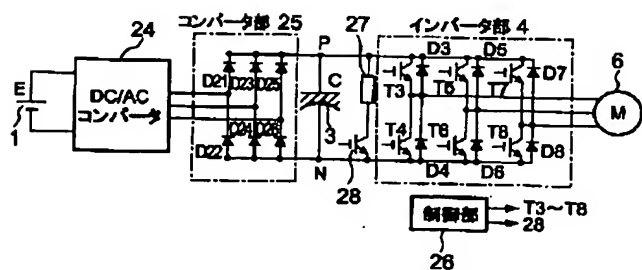 コンバータ部 25
インバータ部 4
24
27
6
P
D3
D5
D7
E
D21
D23
D25
C
T3
T5
T7
DC/AC
コンバータ
M
1
3
D24
D26
T4
T6
T8
D22
D8
N
28
D4
D6
制御部
T3~T8
28
26